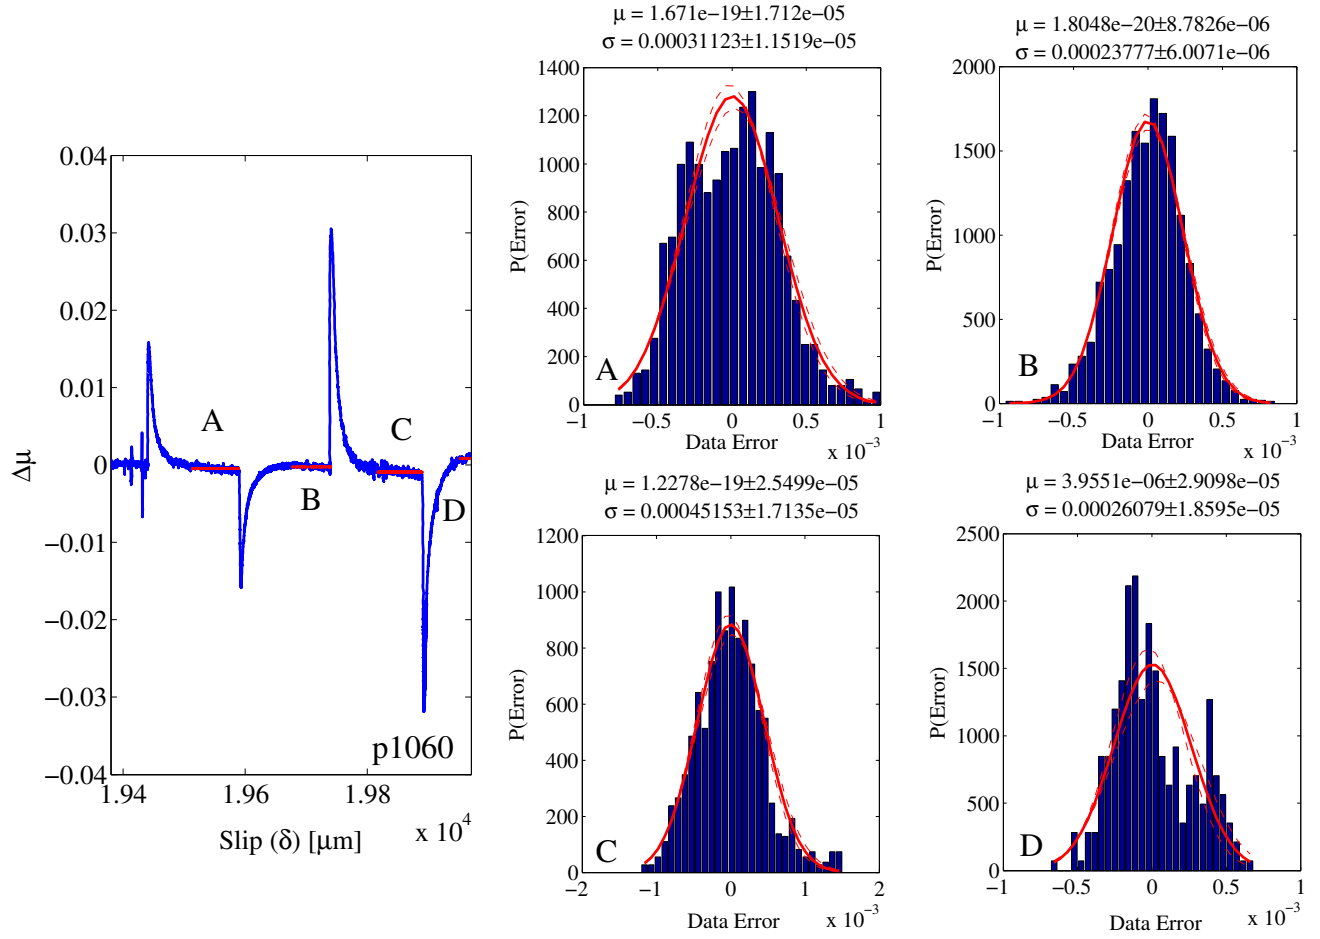 0.04
0.03
0.02
0.01
0
−0.01
−0.02
−0.03
−0.04
Δμ
A
B
C
D
p1060
1.94
1.96
1.98
x 10⁴
Slip (δ) [μm]
μ = 1.671e−19±1.712e−05
σ = 0.00031123±1.1519e−05
1400
1200
1000
800
600
400
200
0
P(Error)
A
−1
−0.5
0
0.5
1
Data Error
x 10⁻³
μ = 1.8048e−20±8.7826e−06
σ = 0.00023777±6.0071e−06
2000
1500
1000
500
0
P(Error)
B
−1
−0.5
0
0.5
1
Data Error
x 10⁻³
μ = 1.2278e−19±2.5499e−05
σ = 0.00045153±1.7135e−05
1200
1000
800
600
400
200
0
P(Error)
C
−2
−1
0
1
2
Data Error
x 10⁻³
μ = 3.9551e−06±2.9098e−05
σ = 0.00026079±1.8595e−05
2500
2000
1500
1000
500
0
P(Error)
D
−1
−0.5
0
0.5
1
Data Error
x 10⁻³